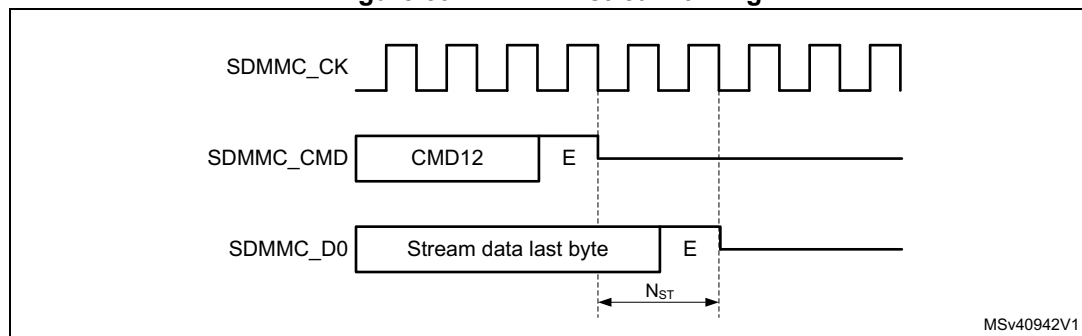 SDMMC_CK
SDMMC_CMD CMD12 E
SDMMC_D0 Stream data last byte E
NST
MSv40942V1